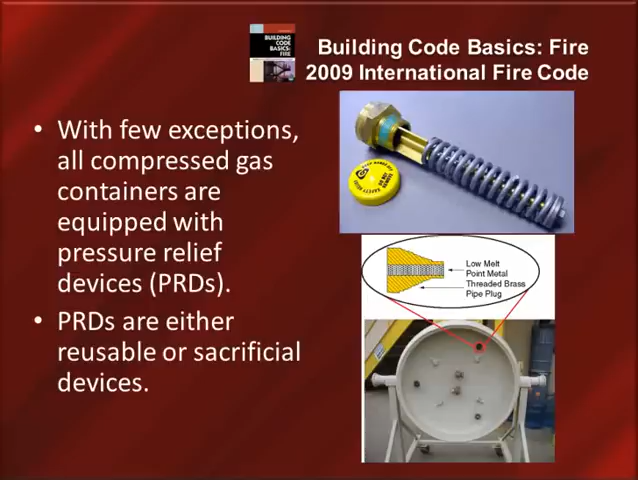 BUILDING CODE BASICS: FIRE
Building Code Basics: Fire
2009 International Fire Code
• With few exceptions,
all compressed gas
containers are
equipped with
pressure relief
devices (PRDs).
• PRDs are either
reusable or sacrificial
devices.
Low Melt
Point Metal
Threaded Brass
Pipe Plug